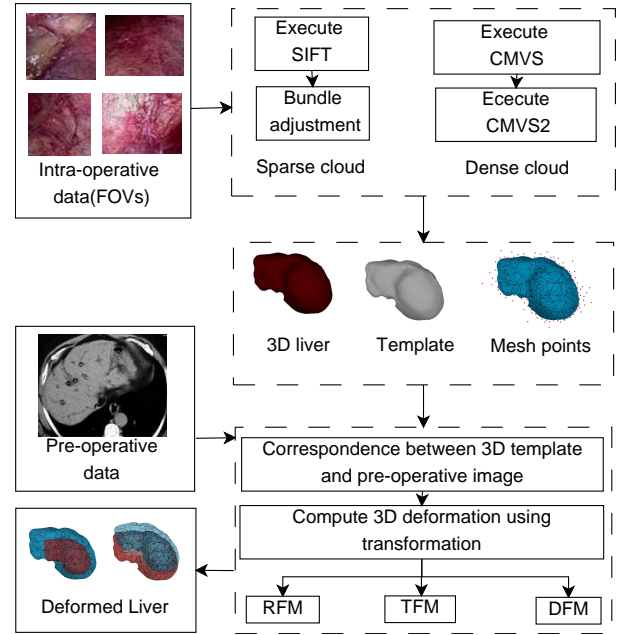 Execute
SIFT
Execute
CMVS
Bundle
adjustment
Ececute
CMVS2
Sparse cloud
Dense cloud
Intra-operative
data(FOVs)
3D liver
Template
Mesh points
Pre-operative
data
Correspondence between 3D template
and pre-operative image
Compute 3D deformation using
transformation
Deformed Liver
RFM
TFM
DFM